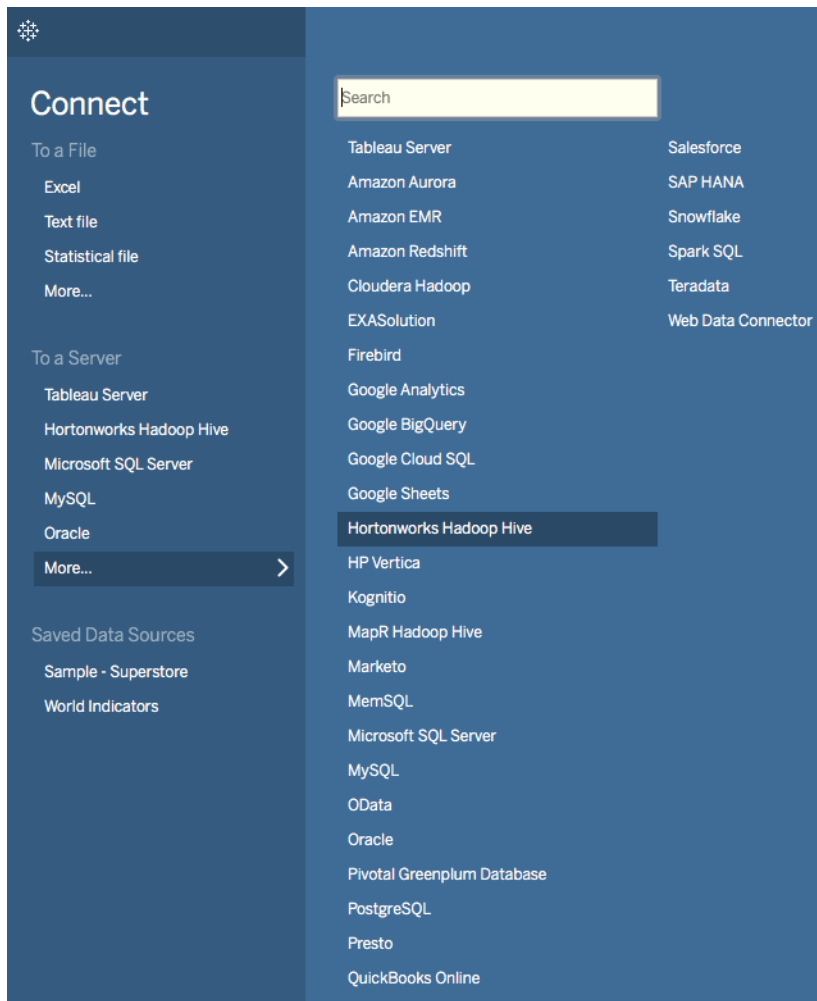 Connect
To a File
Excel
Text file
Statistical file
More...
To a Server
Tableau Server
Hortonworks Hadoop Hive
Microsoft SQL Server
MySQL
Oracle
More...
Saved Data Sources
Sample - Superstore
World Indicators
Search
Tableau Server
Amazon Aurora
Amazon EMR
Amazon Redshift
Cloudera Hadoop
EXASolution
Firebird
Google Analytics
Google BigQuery
Google Cloud SQL
Google Sheets
Hortonworks Hadoop Hive
HP Vertica
Kognitio
MapR Hadoop Hive
Marketo
MemSQL
Microsoft SQL Server
MySQL
OData
Oracle
Pivotal Greenplum Database
PostgreSQL
Presto
QuickBooks Online
Salesforce
SAP HANA
Snowflake
Spark SQL
Teradata
Web Data Connector